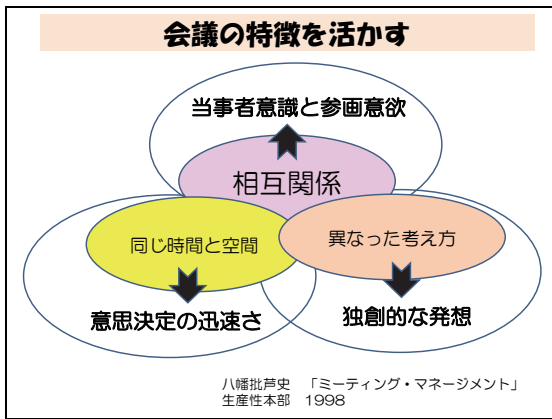 会議の特徴を活かす
当事者意識と参画意欲
相互関係
同じ時間と空間
異なった考え方
意思決定の迅速さ
独創的な発想
八幡批芦史　「ミーティング・マネージメント」
生産性本部　1998